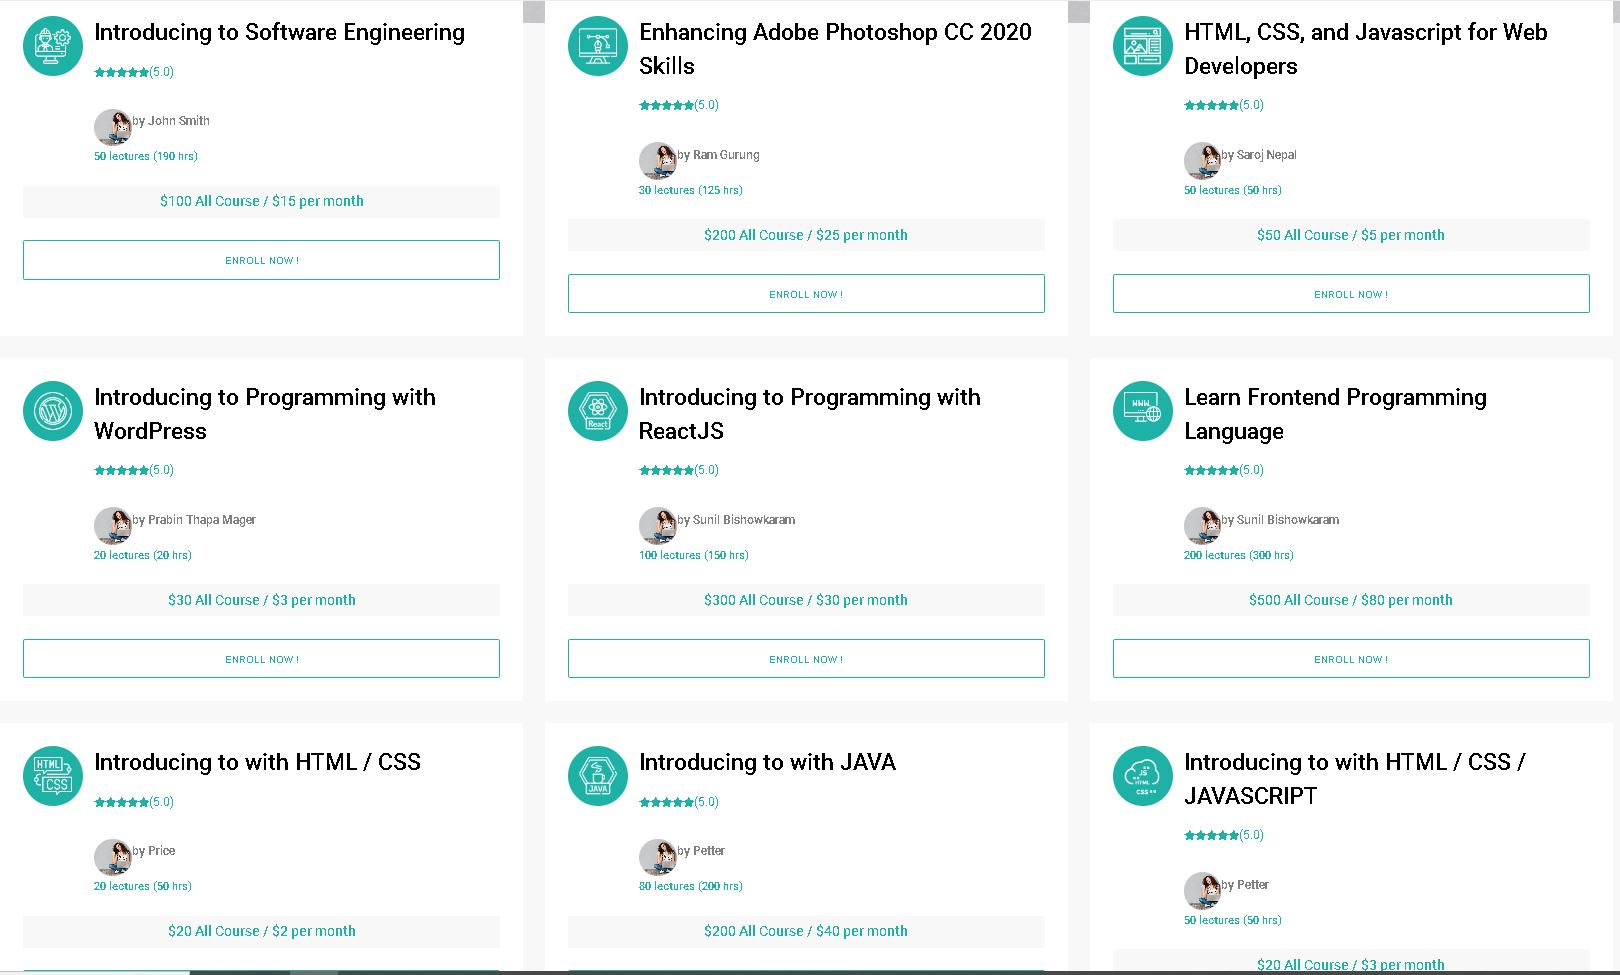 Introducing to Software Engineering
(5.0)
by John Smith
50 lectures (190 hrs)
$100 All Course / $15 per month
ENROLL NOW !
Enhancing Adobe Photoshop CC 2020
Skills
(5.0)
by Ram Gurung
30 lectures (125 hrs)
$200 All Course / $25 per month
ENROLL NOW !
HTML, CSS, and Javascript for Web
Developers
(5.0)
by Saroj Nepal
50 lectures (50 hrs)
$50 All Course / $5 per month
ENROLL NOW !
Introducing to Programming with
WordPress
(5.0)
by Prabin Thapa Mager
20 lectures (20 hrs)
$30 All Course / $3 per month
ENROLL NOW !
React
Introducing to Programming with
ReactJS
(5.0)
by Sunil Bishowkaram
100 lectures (150 hrs)
$300 All Course / $30 per month
ENROLL NOW !
WWW.
Learn Frontend Programming
Language
(5.0)
by Sunil Bishowkaram
200 lectures (300 hrs)
$500 All Course / $80 per month
ENROLL NOW !
HTML
CSS
Introducing to with HTML / CSS
(5.0)
by Price
20 lectures (50 hrs)
$20 All Course / $2 per month
JAVA
Introducing to with JAVA
(5.0)
by Petter
80 lectures (200 hrs)
$200 All Course / $40 per month
JS
HTML
CSS
Introducing to with HTML / CSS /
JAVASCRIPT
(5.0)
by Petter
50 lectures (50 hrs)
$20 All Course / $3 per month